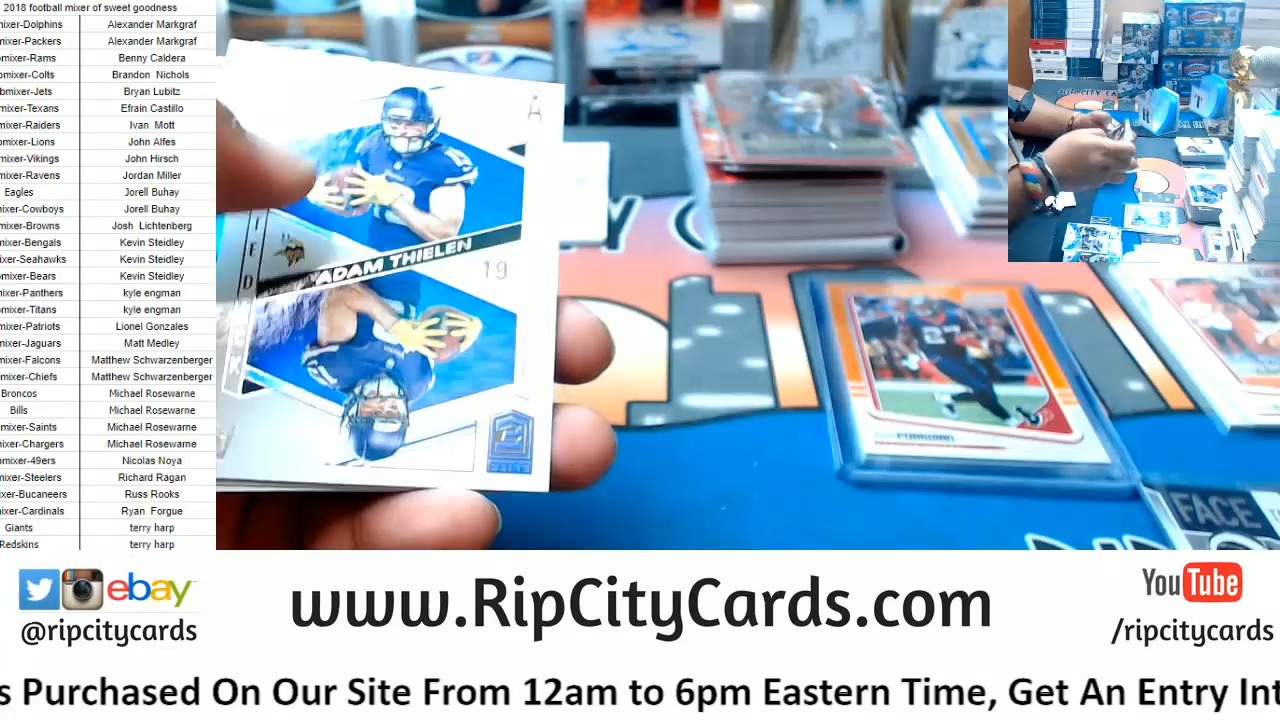 2018 football mixer of sweet goodness
mixer-Dolphins Alexander Markgraf
mixer-Packers Alexander Markgraf
mixer-Rams Benny Caldera
omixer-Colts Brandon Nichols
bmixer-Jets Bryan Lubitz
mixer-Texans Efrain Castillo
mixer-Raiders Ivan Mott
mixer-Lions John Alfes
mixer-Vikings John Hirsch
mixer-Ravens Jordan Miller
Eagles Jorell Buhay
mixer-Cowboys Jorell Buhay
mixer-Browns Josh Lichtenberg
mixer-Bengals Kevin Steidley
mixer-Seahawks Kevin Steidley
mixer-Bears Kevin Steidley
mixer-Panthers kyle engman
omixer-Titans kyle engman
mixer-Patriots Lionel Gonzales
mixer-Jaguars Matt Medley
mixer-Falcons Matthew Schwarzenberger
mixer-Chiefs Matthew Schwarzenberger
Broncos Michael Rosewarne
Bills Michael Rosewarne
mixer-Saints Michael Rosewarne
mixer-Chargers Michael Rosewarne
omixer-49ers Nicolas Noya
mixer-Steelers Richard Ragan
mixer-Bucaneers Russ Rooks
mixer-Cardinals Ryan Forgue
Giants terry harp
Redskins terry harp
A
ADAM THIELEN
19
FACE
ebay
@ripcitycards
www.RipCityCards.com
YouTube
/ripcitycards
s Purchased On Our Site From 12am to 6pm Eastern Time, Get An Entry Int